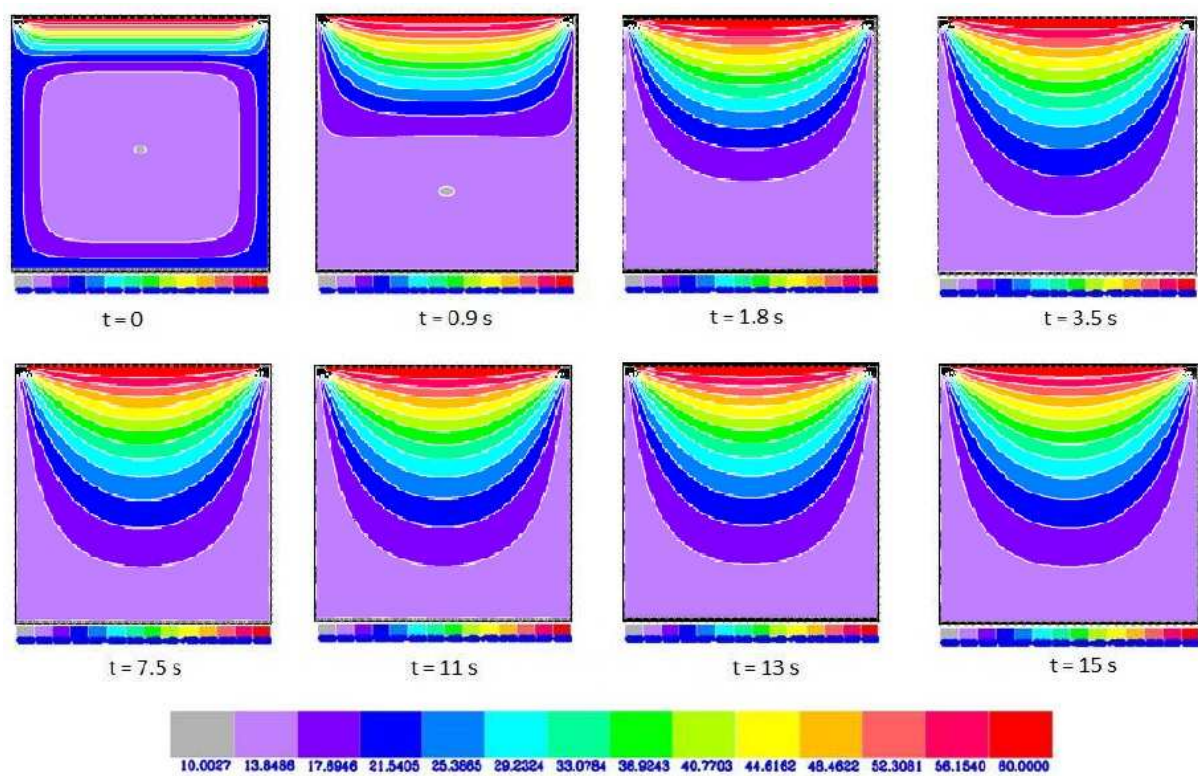 t = 0
t = 0.9 s
t = 1.8 s
t = 3.5 s
t = 7.5 s
t = 11 s
t = 13 s
t = 15 s
10.0027 13.8486 17.6946 21.5405 25.3865 29.2324 33.0784 36.9243 40.7703 44.6162 48.4622 52.3081 56.1540 60.0000